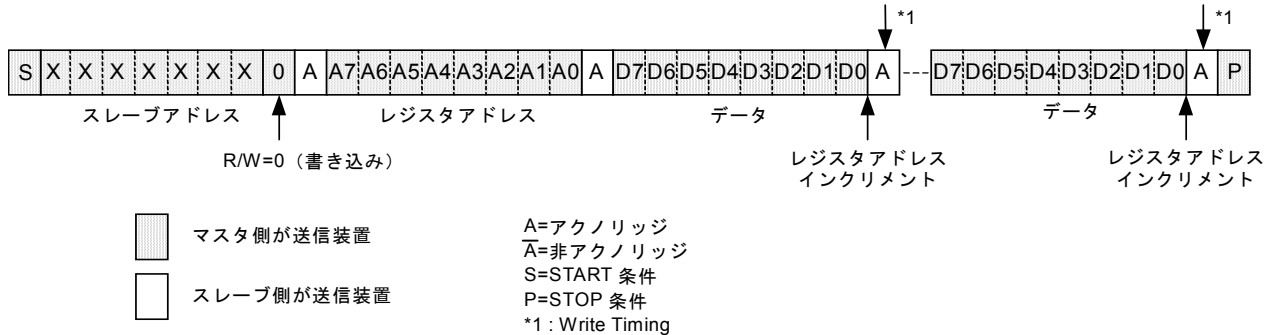 *1 *1
S X X X X X X X 0 A A7 A6 A5 A4 A3 A2 A1 A0 A D7 D6 D5 D4 D3 D2 D1 D0 A D7 D6 D5 D4 D3 D2 D1 D0 A P
スレーブアドレス レジスタアドレス データ データ
R/W=0（書き込み）
レジスタアドレス レジスタアドレス
インクリメント インクリメント
マスタ側が送信装置
スレーブ側が送信装置
A=アクノリッジ
A̅=非アクノリッジ
S=START 条件
P=STOP 条件
*1 : Write Timing